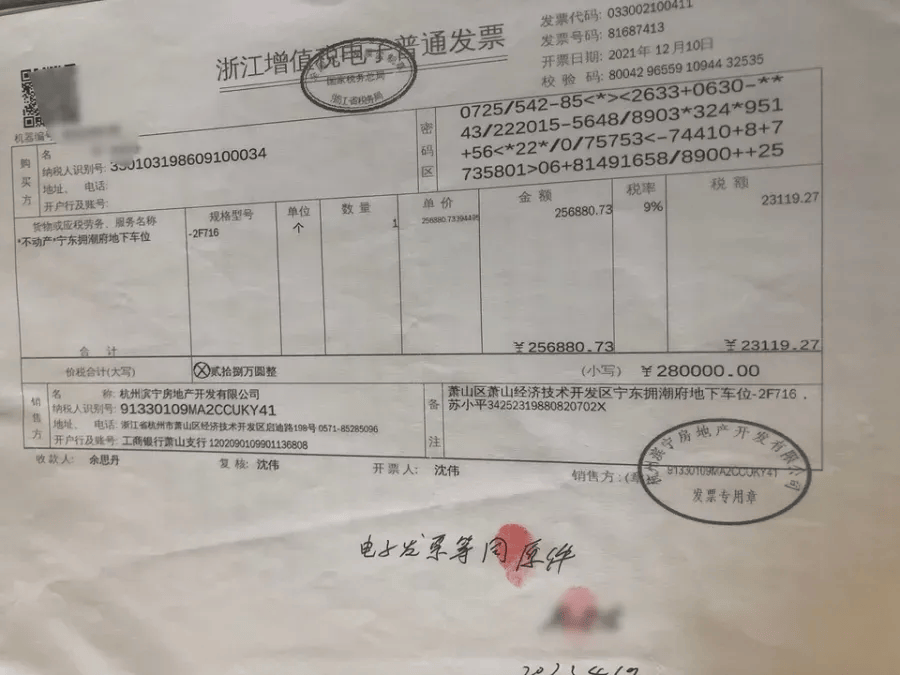 浙江增值税电子普通发票
国家税务总局
浙江省税务局
发票代码: 033002100411
发票号码: 81687413
开票日期: 2021年12月10日
校 验 码: 80042 96559 10944 32535
机器编号
购买方
名
纳税人识别号: 330103198609100034
地址、 电话:
开户行及账号:
密码区
0725/542-85<*><2633+0630-**
43/222015-5648/8903*324*951
+56<*22*/0/75753<-74410+8+7
735801>06+81491658/8900++25
货物或应税劳务、服务名称 规格型号 单位 数 量 单 价 金 额 税率 税 额
*不动产*宁东拥潮府地下车位 -2F716 个 1 256880.73394495 256880.73 9% 23119.27
合 计 ￥256880.73 ￥23119.27
价税合计(大写) ⊗贰拾捌万圆整 (小写) ￥280000.00
销售方
名 称: 杭州滨宁房地产开发有限公司
纳税人识别号: 91330109MA2CCUKY41
地址、 电话: 浙江省杭州市萧山区经济技术开发区启迪路198号 0571-85285096
开户行及账号: 工商银行萧山支行 1202090109901136808
备注
萧山区萧山经济技术开发区宁东拥潮府地下车位-2F716 .
苏小平34252319880820702X
收款人: 余思丹 复核: 沈伟 开票人: 沈伟 销售方: (章
杭州滨宁房地产开发有限公司
91330109MA2CCUKY41
发票专用章
电子发票等同原件